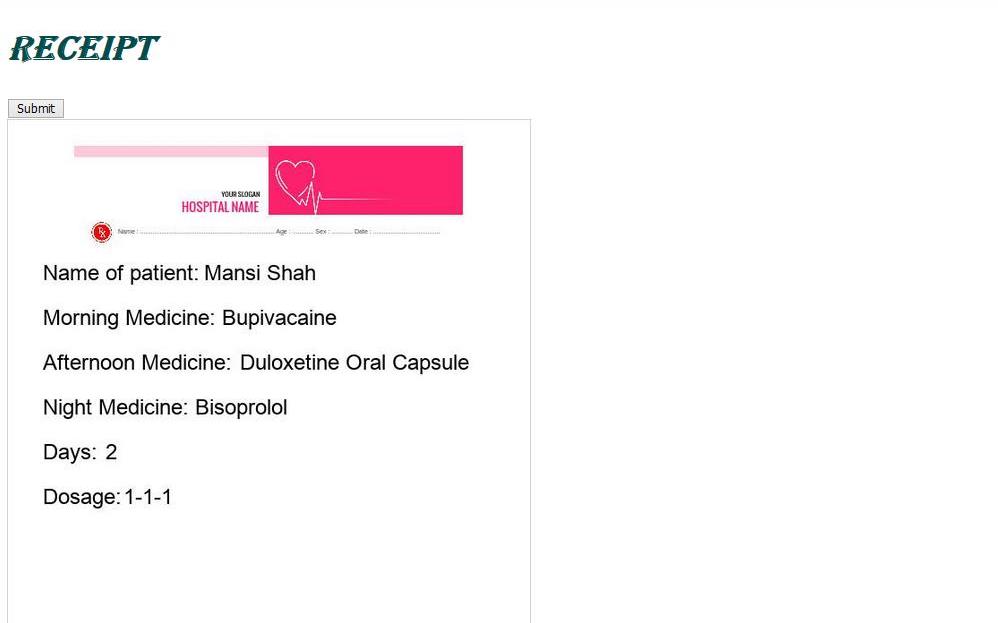 RECEIPT
Submit
YOUR SLOGAN
HOSPITAL NAME
Rx Name : ........................ Age : .......... Sex : .......... Date : ........................
Name of patient: Mansi Shah
Morning Medicine: Bupivacaine
Afternoon Medicine: Duloxetine Oral Capsule
Night Medicine: Bisoprolol
Days: 2
Dosage: 1-1-1